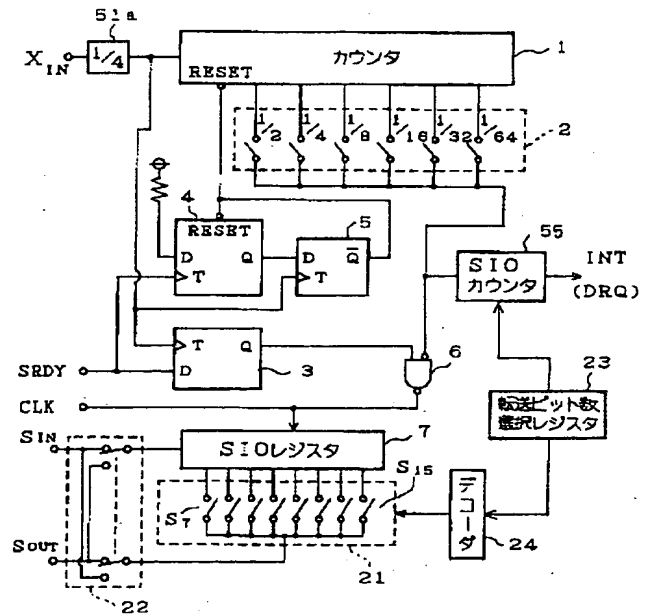 51a
XIN
1/4
カウンタ
1
RESET
1/2
1/4
1/8
1/16
1/32
1/64
2
4
RESET
D
Q
T
5
D
Q̄
T
55
SIO
カウンタ
INT
(DRQ)
T
Q
D
3
6
SRDY
CLK
23
転送ビット数
選択レジスタ
SIN
SIOレジスタ
7
S7
S15
デコーダ
24
SOUT
21
22